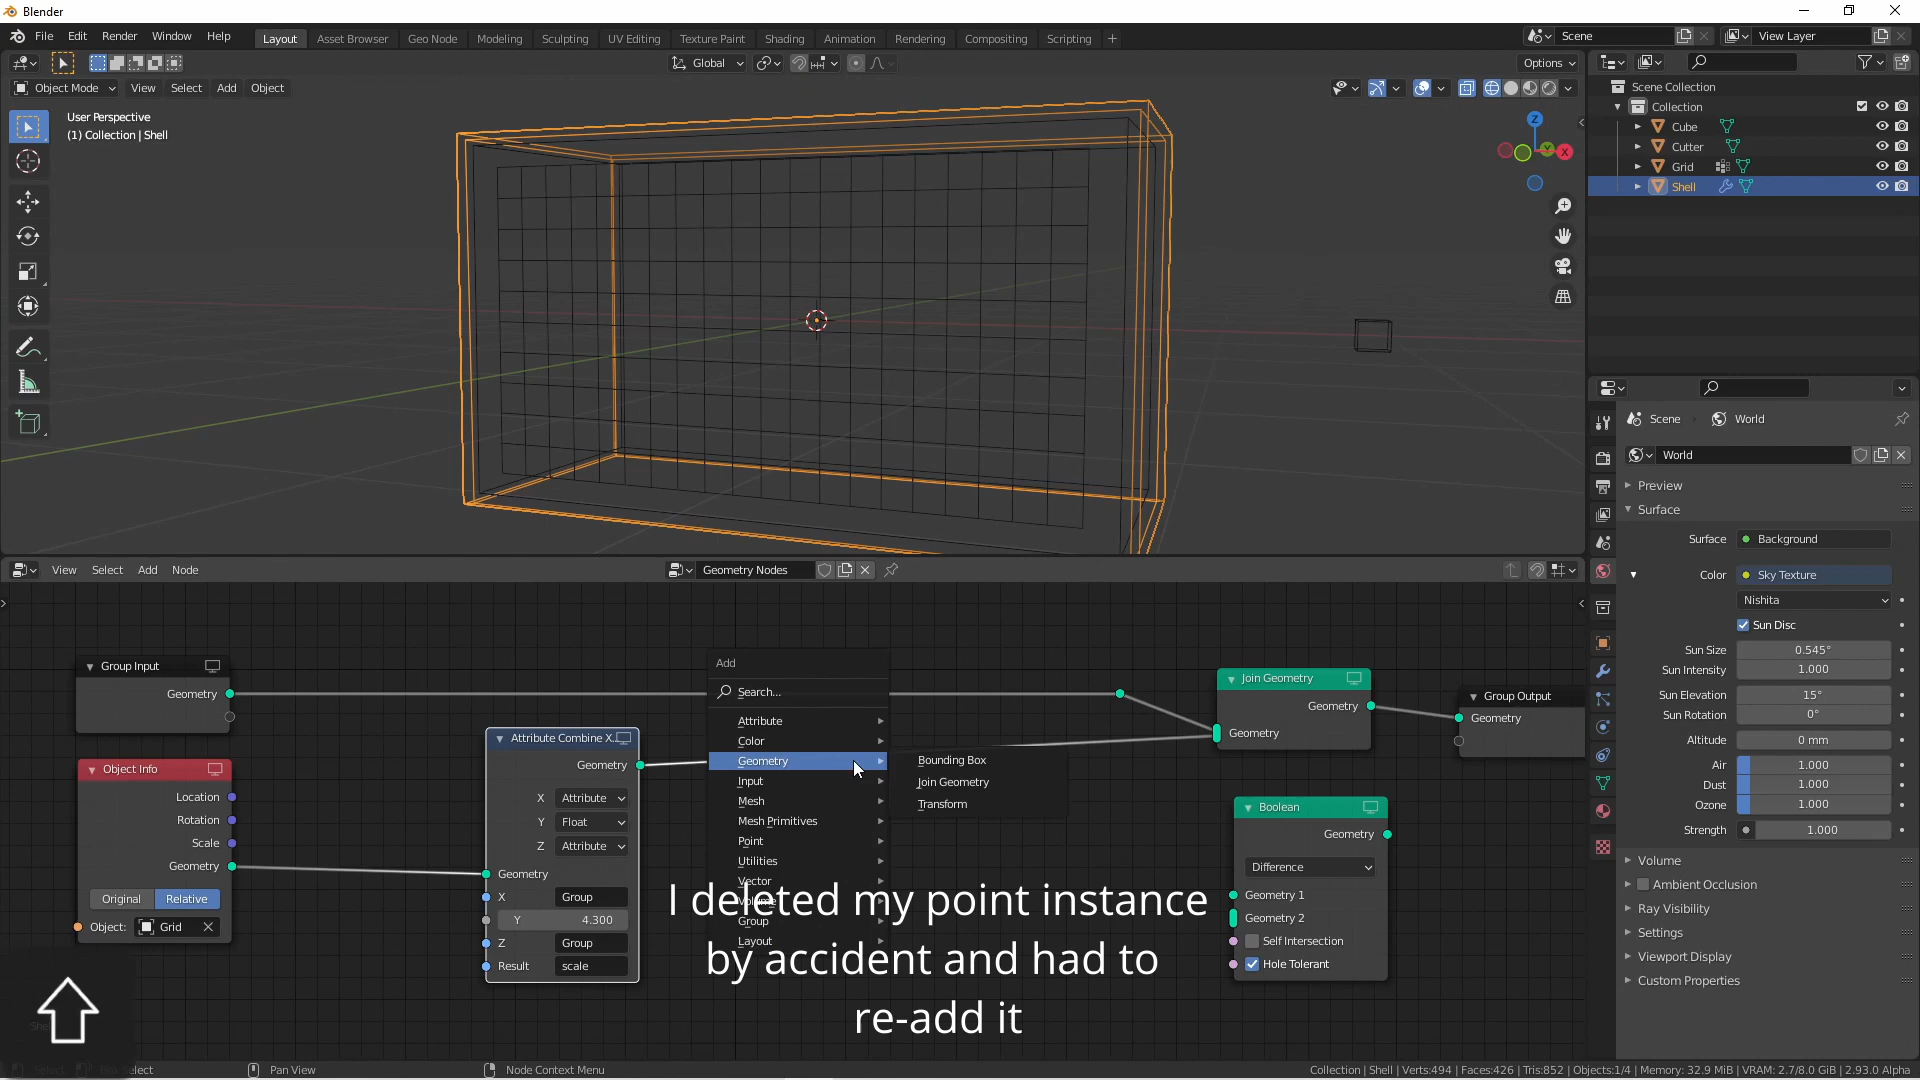 Blender
File Edit Render Window Help
Layout Asset Browser Geo Node Modeling Sculpting UV Editing Texture Paint Shading Animation Rendering Compositing Scripting +
Scene View Layer
Global Options
Object Mode View Select Add Object
User Perspective
(1) Collection | Shell
Z
Y
X
Scene Collection
Collection
Cube
Cutter
Grid
Shell
Scene World
World
Preview
Surface
Surface Background
Color Sky Texture
Nishita
Sun Disc
Sun Size 0.545°
Sun Intensity 1.000
Sun Elevation 15°
Sun Rotation 0°
Altitude 0 mm
Air 1.000
Dust 1.000
Ozone 1.000
Strength 1.000
Volume
Ambient Occlusion
Ray Visibility
Settings
Viewport Display
Custom Properties
View Select Add Node Geometry Nodes
Group Input
Geometry
Object Info
Location
Rotation
Scale
Geometry
Original Relative
Object: Grid
Attribute Combine X..
Geometry
X Attribute
Y Float
Z Attribute
Geometry
X Group
Y 4.300
Z Group
Result scale
Add
Search...
Attribute
Color
Geometry
Input
Mesh
Mesh Primitives
Point
Utilities
Vector
Volume
Group
Layout
Bounding Box
Join Geometry
Transform
Join Geometry
Geometry
Geometry
Group Output
Geometry
Boolean
Geometry
Difference
Geometry 1
Geometry 2
Self Intersection
Hole Tolerant
I deleted my point instance
by accident and had to
re-add it
Select Box Select Pan View Node Context Menu
Collection | Shell | Verts:494 | Faces:426 | Tris:852 | Objects:1/4 | Memory: 32.9 MiB | VRAM: 2.7/8.0 GiB | 2.93.0 Alpha